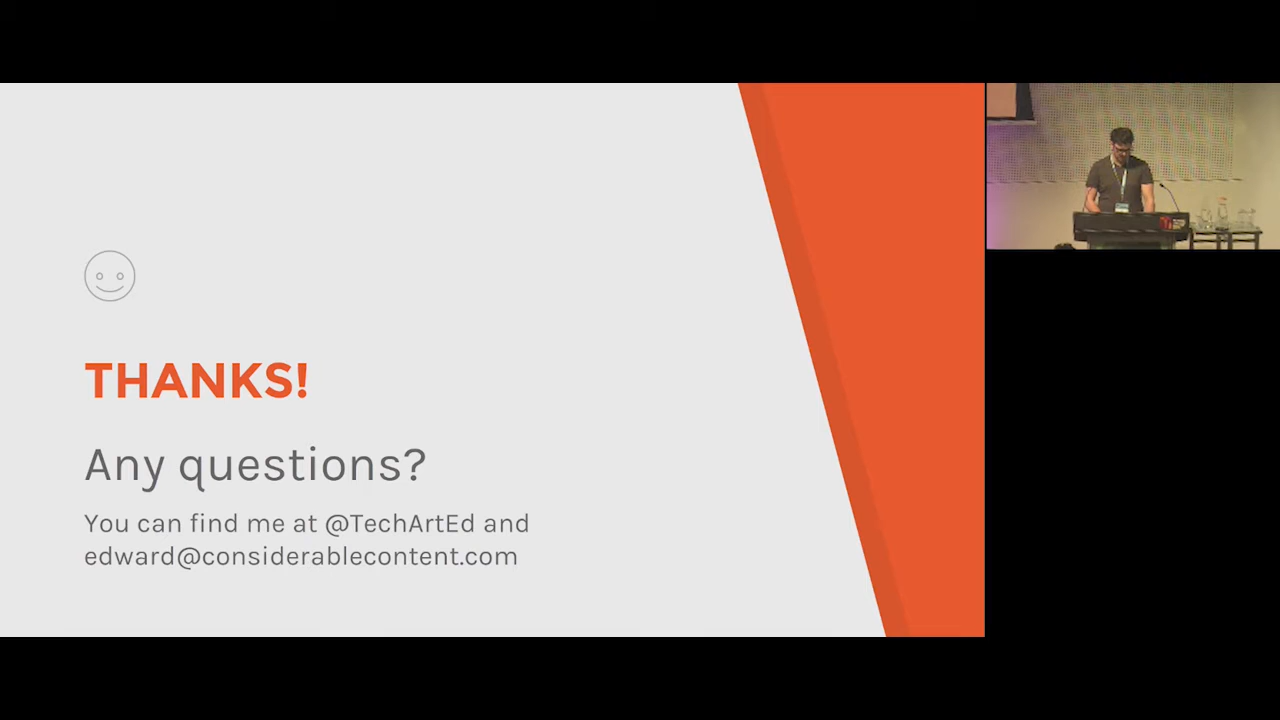 THANKS!
Any questions?
You can find me at @TechArtEd and
edward@considerablecontent.com